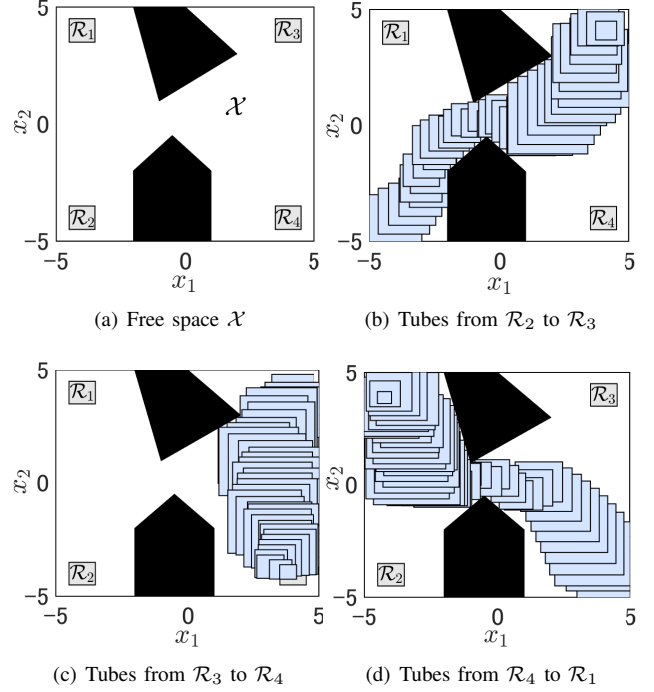 5
R₁
R₃
x₂
0
𝒳
R₂
R₄
-5
-5
0
5
x₁
(a) Free space 𝒳
5
R₁
x₂
0
R₄
-5
-5
0
5
x₁
(b) Tubes from R₂ to R₃
5
R₁
x₂
0
R₂
-5
-5
0
5
x₁
(c) Tubes from R₃ to R₄
5
R₃
x₂
0
R₂
-5
-5
0
5
x₁
(d) Tubes from R₄ to R₁